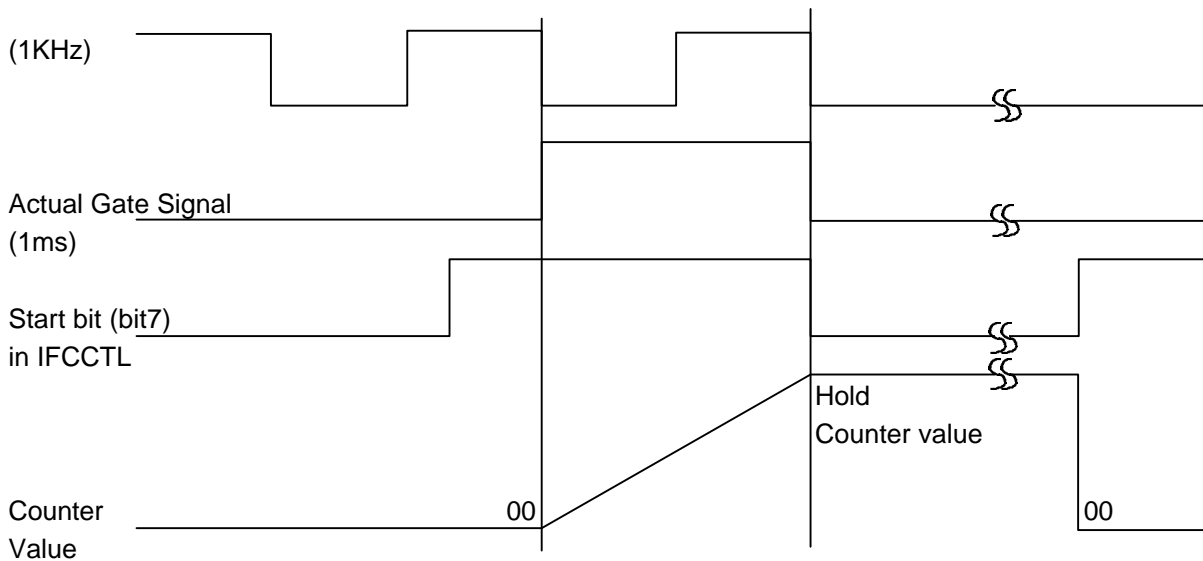 (1KHz)
Actual Gate Signal
(1ms)
Start bit (bit7)
in IFCCTL
Hold
Counter value
Counter
Value
00
00